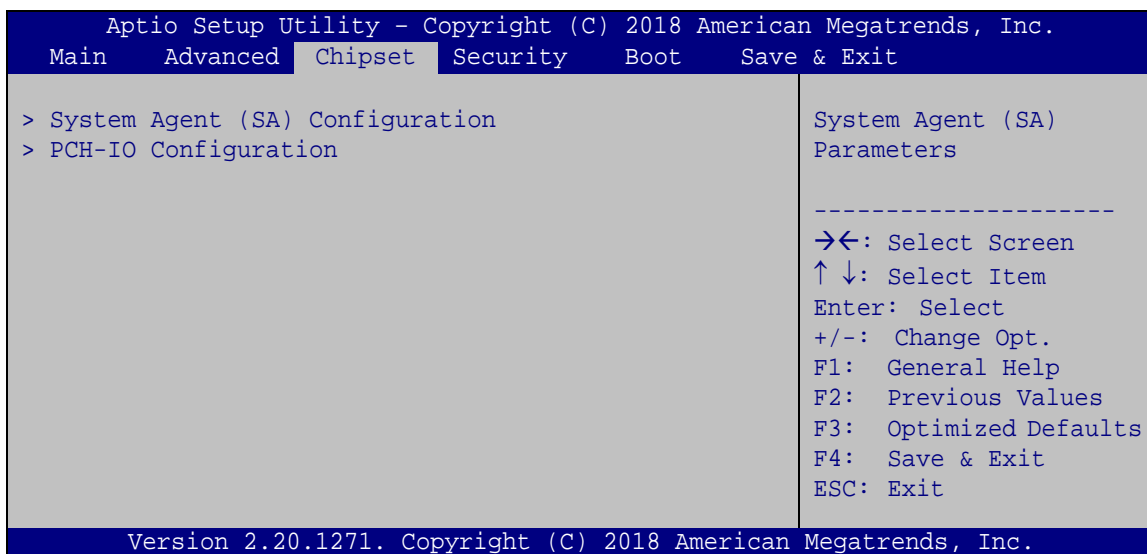 Aptio Setup Utility – Copyright (C) 2018 American Megatrends, Inc.
Main Advanced Chipset Security Boot Save & Exit
> System Agent (SA) Configuration
> PCH-IO Configuration
System Agent (SA)
Parameters
---------------------
→←: Select Screen
↑ ↓: Select Item
Enter: Select
+/-: Change Opt.
F1: General Help
F2: Previous Values
F3: Optimized Defaults
F4: Save & Exit
ESC: Exit
Version 2.20.1271. Copyright (C) 2018 American Megatrends, Inc.